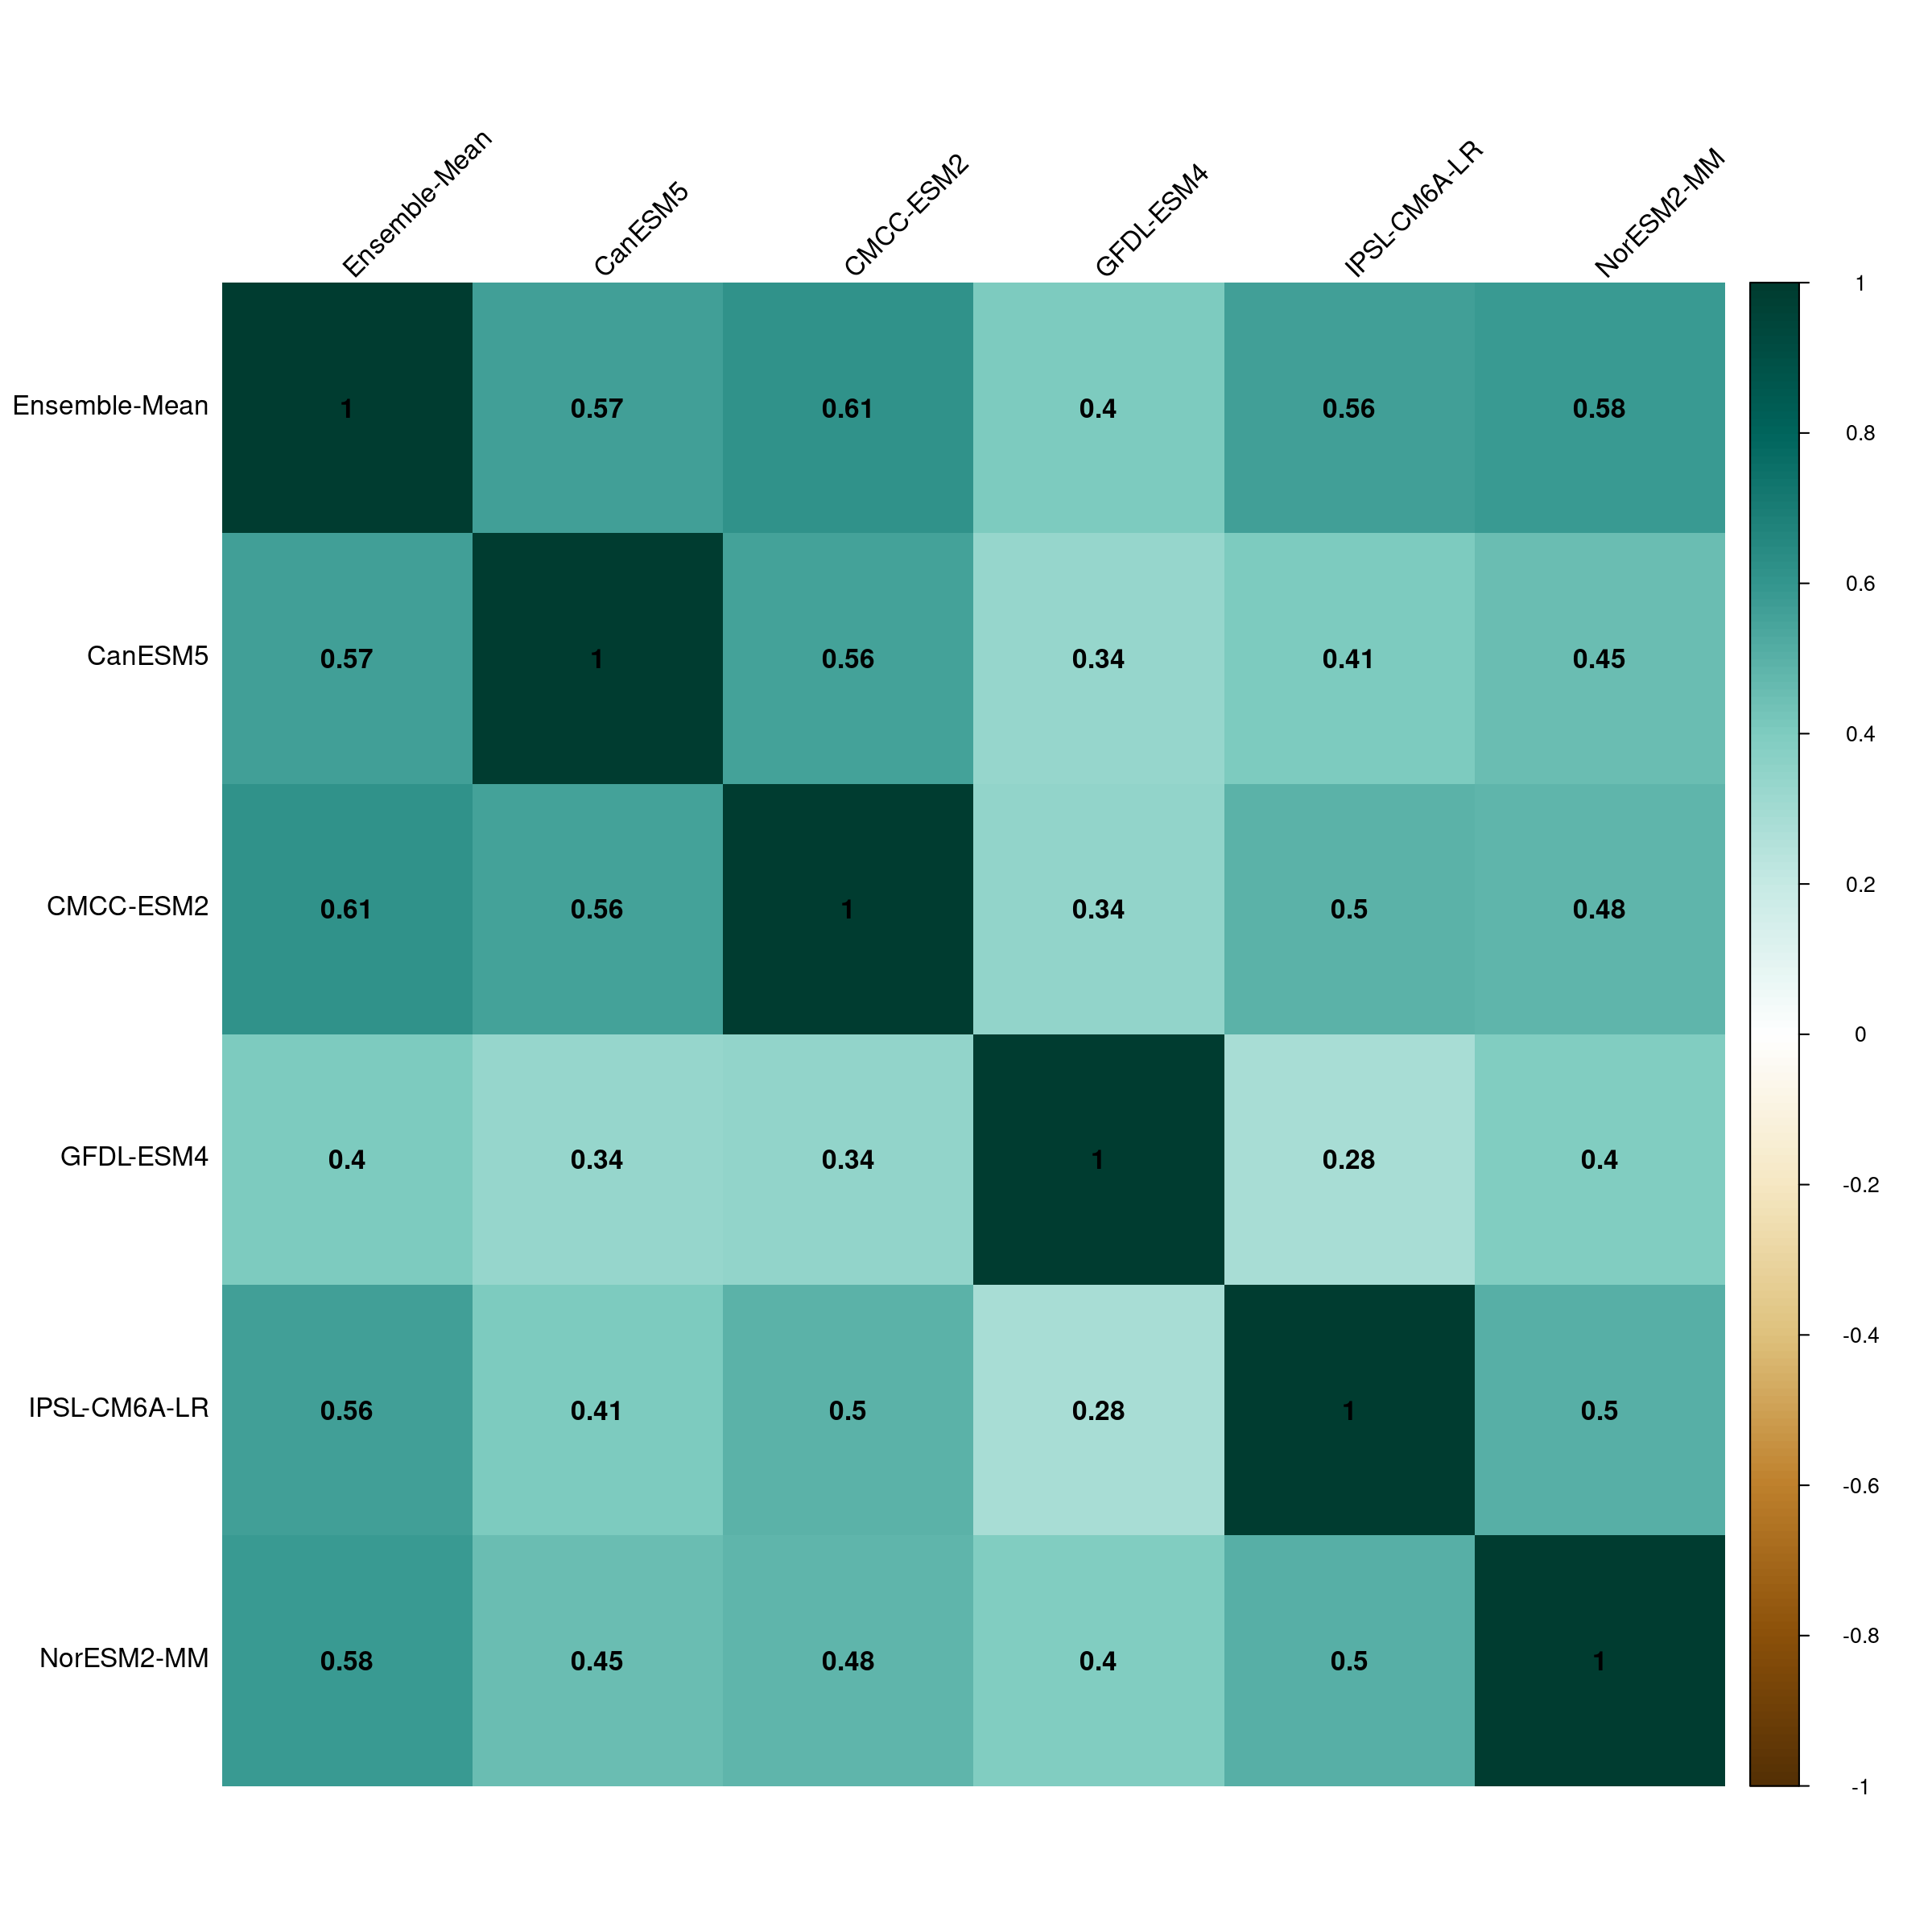 Ensemble-Mean CanESM5 CMCC-ESM2 GFDL-ESM4 IPSL-CM6A-LR NorESM2-MM
Ensemble-Mean 1 0.57 0.61 0.4 0.56 0.58
CanESM5 0.57 1 0.56 0.34 0.41 0.45
CMCC-ESM2 0.61 0.56 1 0.34 0.5 0.48
GFDL-ESM4 0.4 0.34 0.34 1 0.28 0.4
IPSL-CM6A-LR 0.56 0.41 0.5 0.28 1 0.5
NorESM2-MM 0.58 0.45 0.48 0.4 0.5 1
1
0.8
0.6
0.4
0.2
0
-0.2
-0.4
-0.6
-0.8
-1